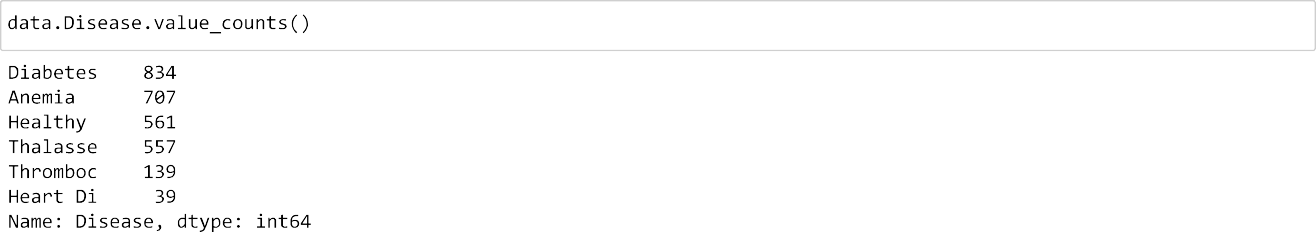 data.Disease.value_counts()
Diabetes    834
Anemia      707
Healthy     561
Thalasse    557
Thromboc    139
Heart Di     39
Name: Disease, dtype: int64